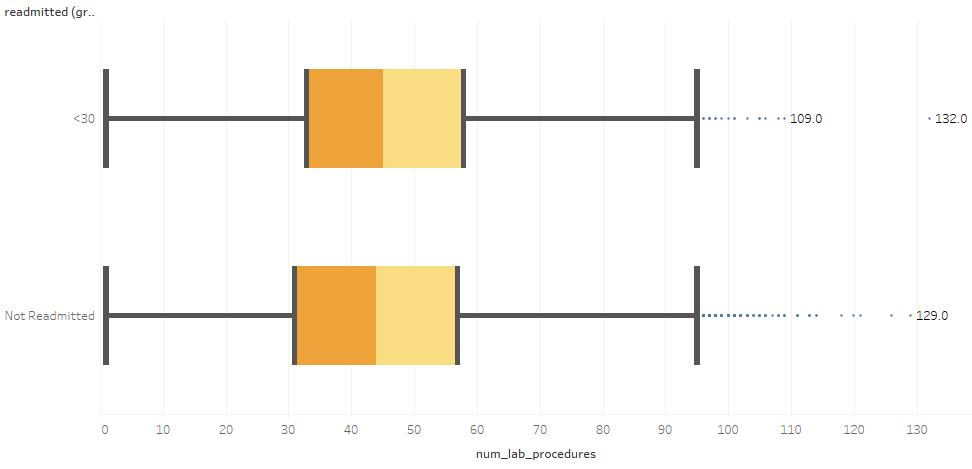 readmitted (gr..
<30
109.0
132.0
Not Readmitted
129.0
0 10 20 30 40 50 60 70 80 90 100 110 120 130
num_lab_procedures